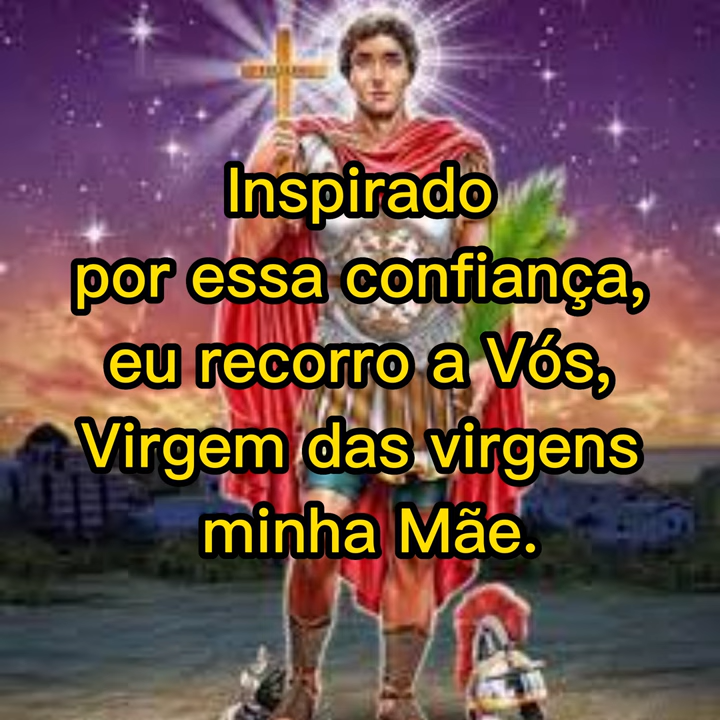 Inspirado
por essa confiança,
eu recorro a Vós,
Virgem das virgens
minha Mãe.